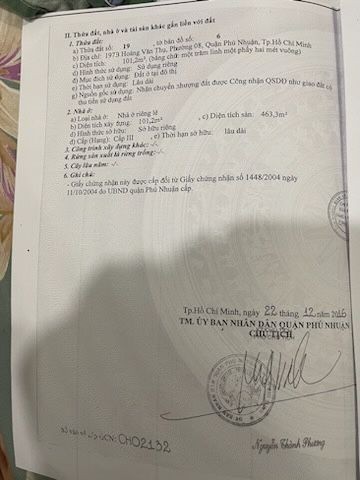 II. Thửa đất, nhà ở và tài sản khác gắn liền với đất
1. Thửa đất:
a) Thửa đất số: 19 , tờ bản đồ số: 6
b) Địa chỉ: 1973 Hoàng Văn Thụ, Phường 08, Quận Phú Nhuận, Tp.Hồ Chí Minh
c) Diện tích: 101,2m², (bằng chữ: một trăm linh một phẩy hai mét vuông)
d) Hình thức sử dụng: Sử dụng riêng
đ) Mục đích sử dụng: Đất ở tại đô thị
e) Thời hạn sử dụng: Lâu dài
g) Nguồn gốc sử dụng: Nhận chuyển nhượng đất được Công nhận QSDĐ như giao đất có
thu tiền sử dụng đất
2. Nhà ở:
a) Loại nhà ở: Nhà ở riêng lẻ
b) Diện tích xây dựng: 101,2m² , c) Diện tích sàn: 463,3m²
d) Hình thức sở hữu: Sở hữu riêng
đ) Cấp (Hạng): Cấp III , e) Thời hạn sở hữu: lâu dài
3. Công trình xây dựng khác: -/-
4. Rừng sản xuất là rừng trồng: -/-
5. Cây lâu năm: -/-
6. Ghi chú:
- Giấy chứng nhận này được cấp đổi từ Giấy chứng nhận số 1448/2004 ngày
11/10/2004 do UBND quận Phú Nhuận cấp.
Tp.Hồ Chí Minh, ngày 22 tháng 12 năm 2016
TM. ỦY BAN NHÂN DÂN QUẬN PHÚ NHUẬN
CHỦ TỊCH
Số vào sổ cấp GCN: CH02132
Nguyễn Thành Phương